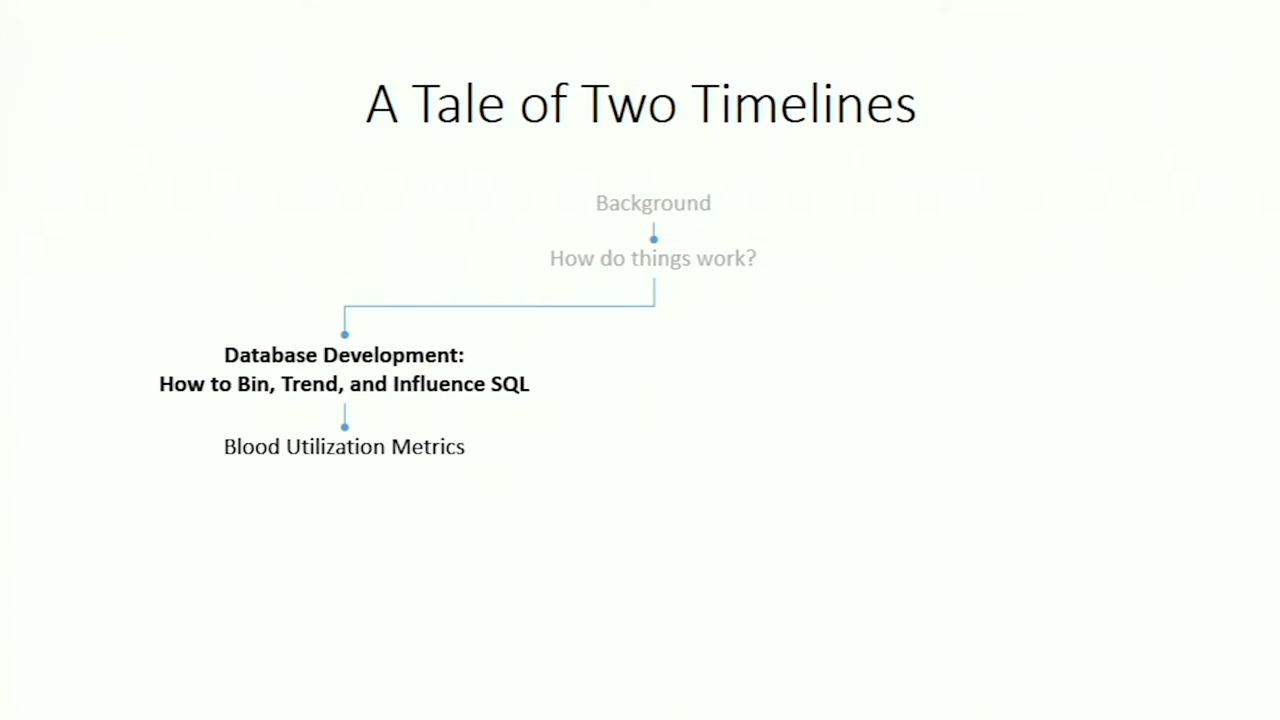 A Tale of Two Timelines
Background
How do things work?
Database Development:
How to Bin, Trend, and Influence SQL
Blood Utilization Metrics